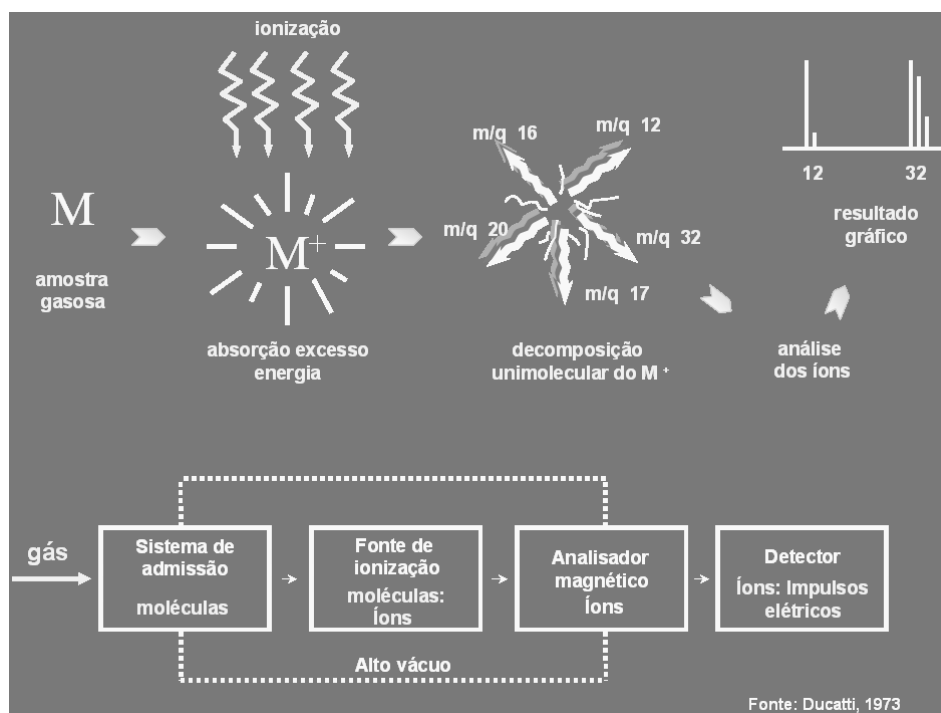 ionização
m/q 16
m/q 12
12
32
M
M+
m/q 20
m/q 32
resultado
gráfico
amostra
gasosa
m/q 17
absorção excesso
energia
decomposição
unimolecular do M +
análise
dos íons
gás
Sistema de
admissão
moléculas
Fonte de
ionização
moléculas:
Íons
Analisador
magnético
Íons
Detector
Íons: Impulsos
elétricos
Alto vácuo
Fonte: Ducatti, 1973